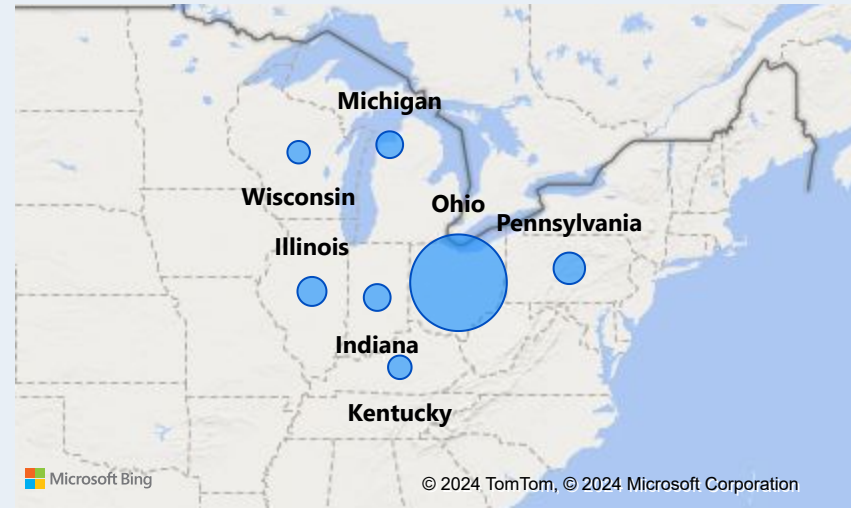 Michigan
Wisconsin
Ohio
Pennsylvania
Illinois
Indiana
Kentucky
Microsoft Bing
© 2024 TomTom, © 2024 Microsoft Corporation